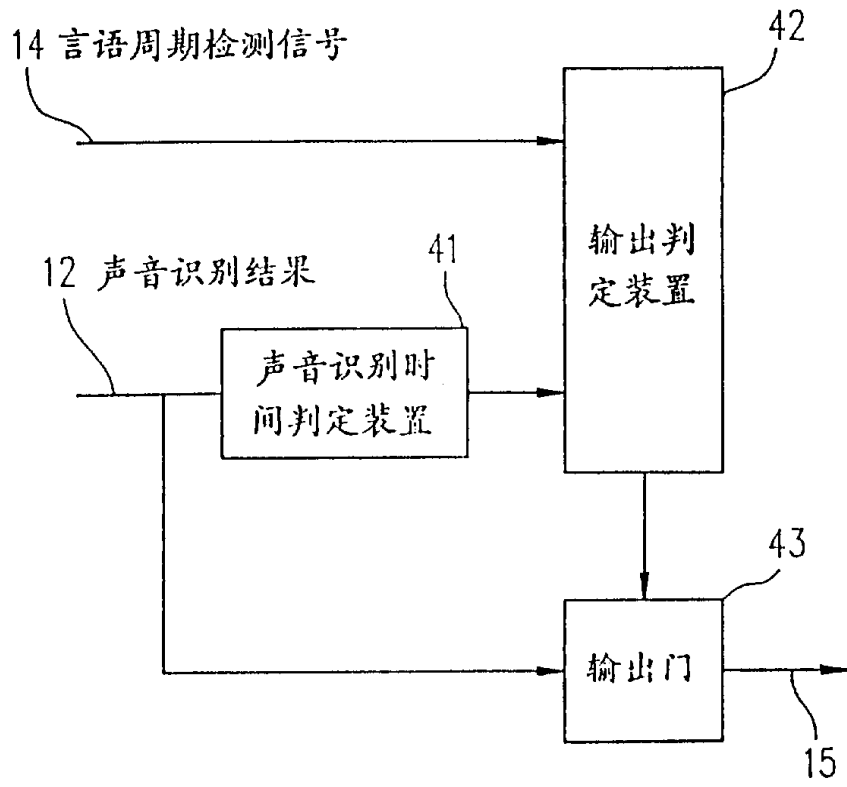 42
14 言语周期检测信号
输出判
定装置
41
12 声音识别结果
声音识别时
间判定装置
43
输出门
15